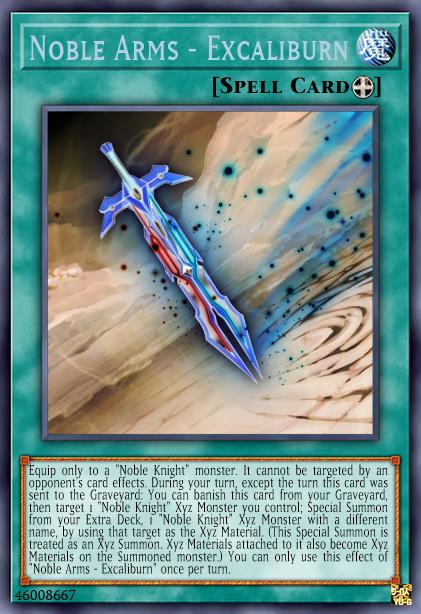 Noble Arms - Excaliburn 魔
[Spell Card]
Equip only to a "Noble Knight" monster. It cannot be targeted by an
opponent's card effects. During your turn, except the turn this card was
sent to the Graveyard: You can banish this card from your Graveyard,
then target 1 "Noble Knight" Xyz Monster you control; Special Summon
from your Extra Deck, 1 "Noble Knight" Xyz Monster with a different
name, by using that target as the Xyz Material. (This Special Summon
is treated as an Xyz Summon. Xyz Materials attached to it also become Xyz
Materials on the Summoned monster.) You can only use this effect of
"Noble Arms - Excaliburn" once per turn.
46008667